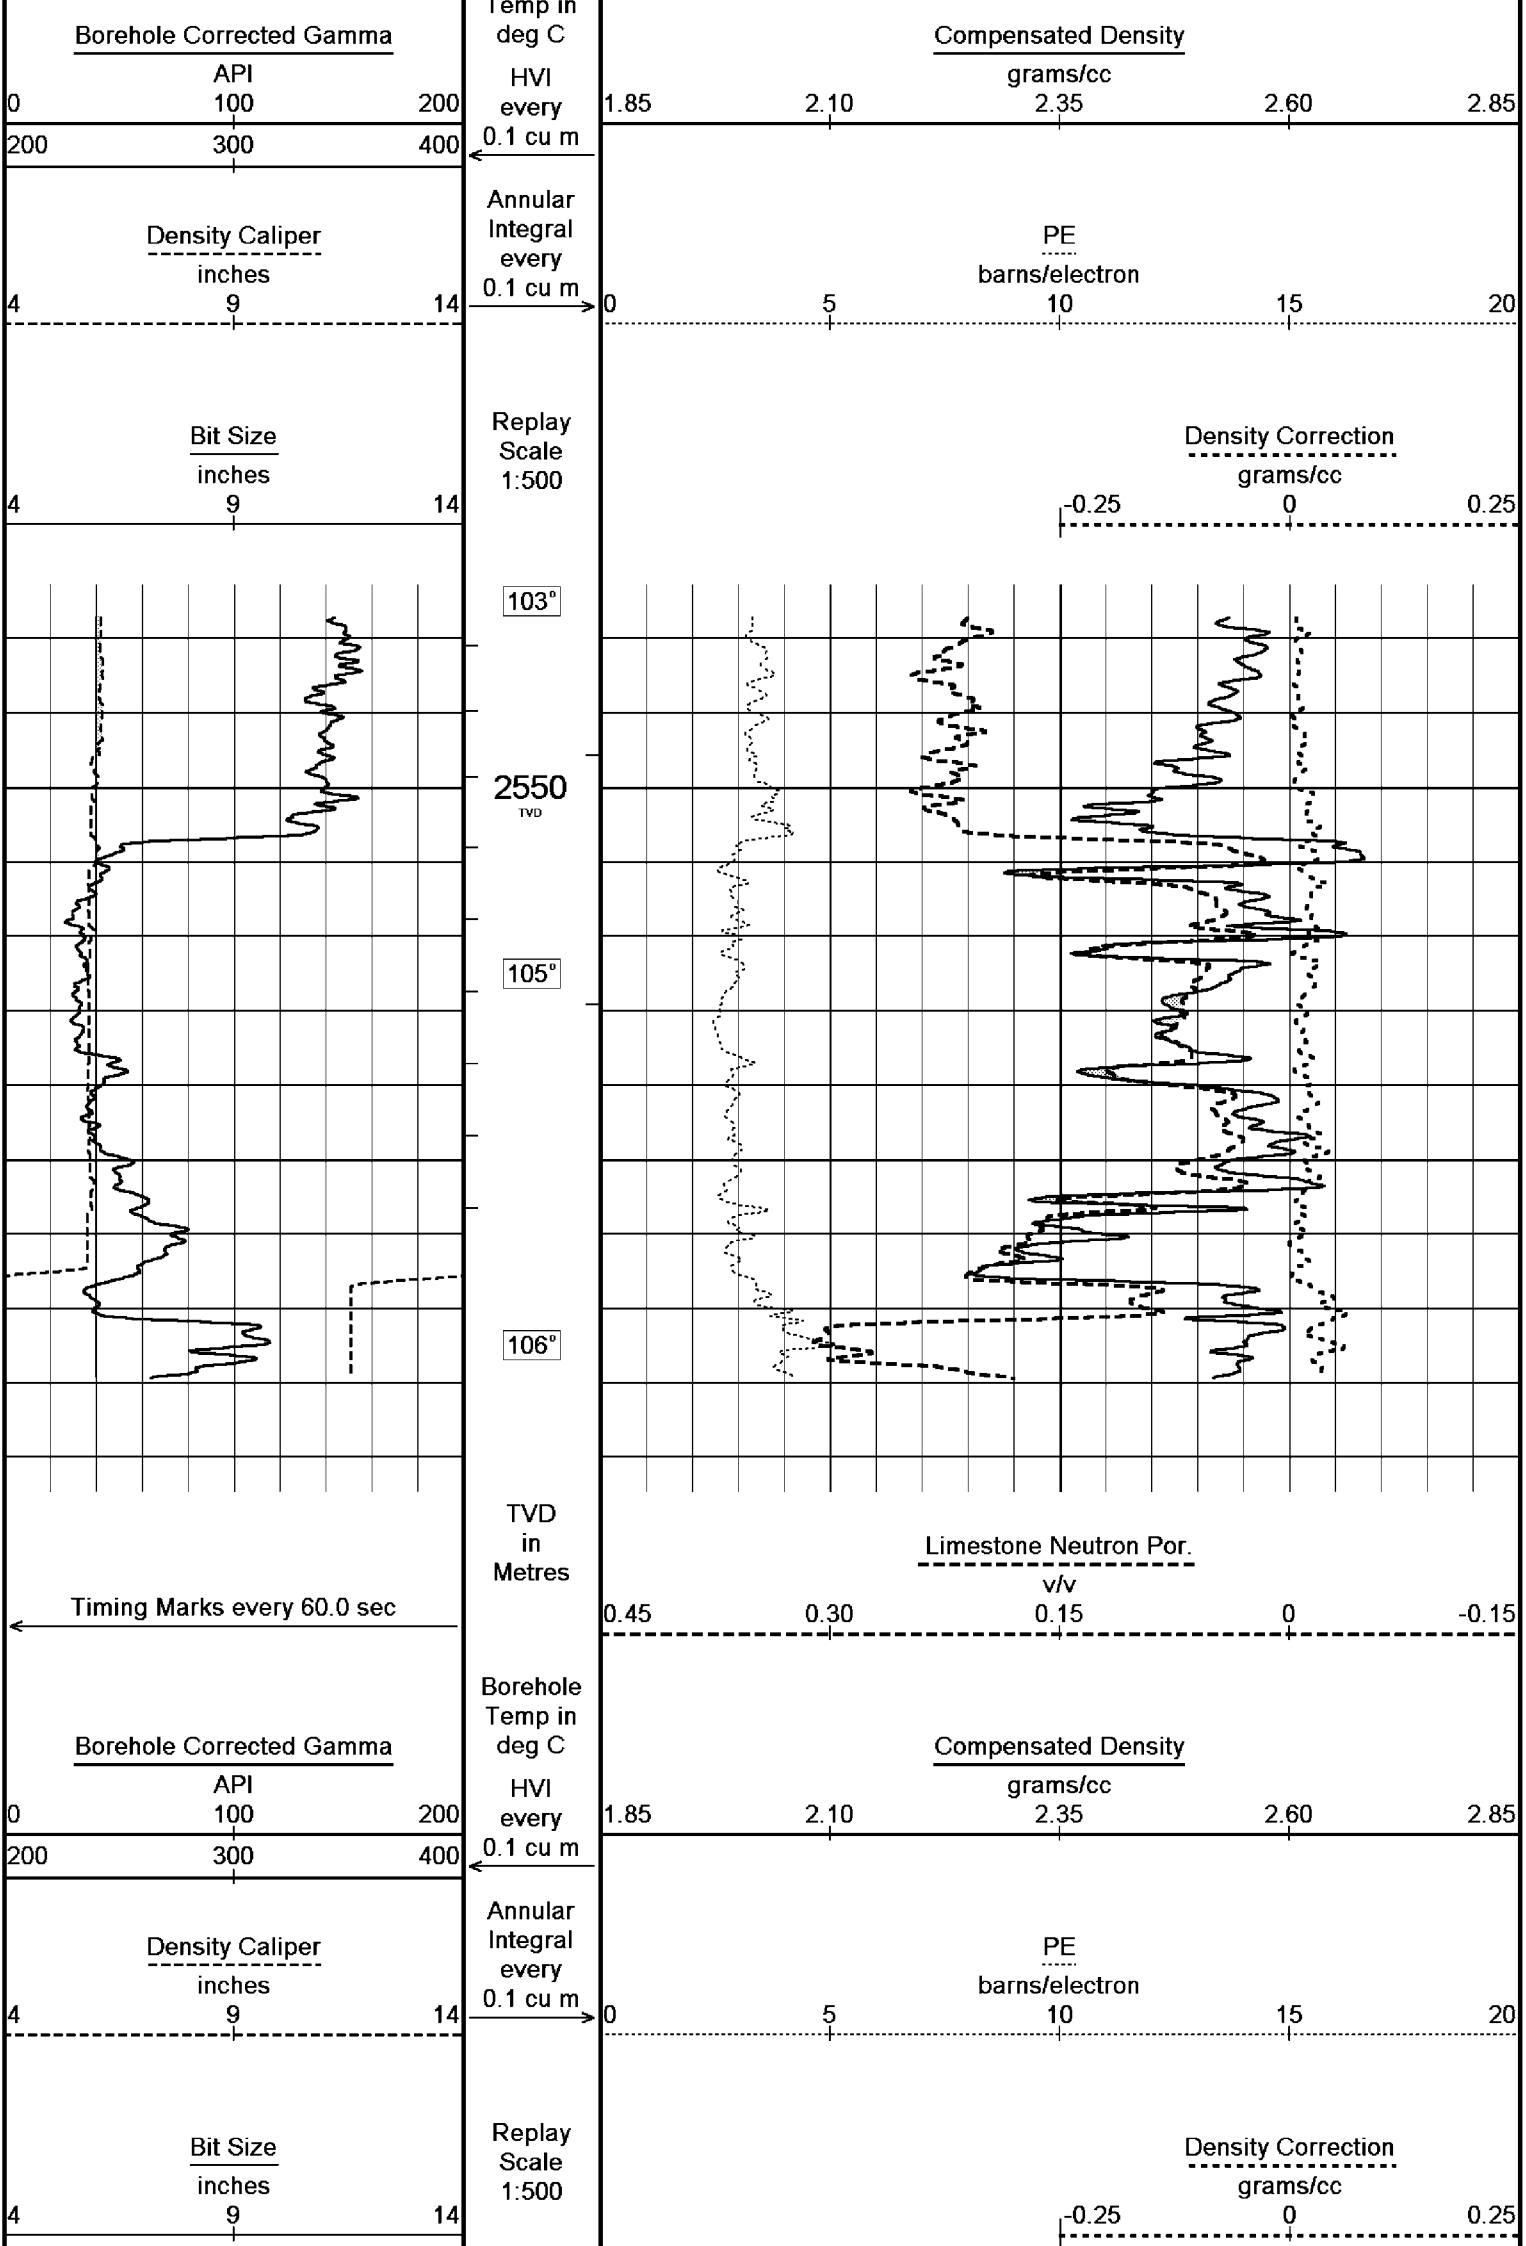 Temp in
Borehole Corrected Gamma deg C Compensated Density
API HVI grams/cc
0 100 200 every 1.85 2.10 2.35 2.60 2.85
0.1 cu m
200 300 400
Annular
Density Caliper Integral PE
inches every barns/electron
4 9 14 0.1 cu m 0 5 10 15 20
Replay
Bit Size Scale Density Correction
inches 1:500 grams/cc
4 9 14 -0.25 0 0.25
103°
2550
TVD
105°
106°
TVD
in
Metres
Limestone Neutron Por.
v/v
Timing Marks every 60.0 sec 0.45 0.30 0.15 0 -0.15
Borehole
Temp in
Borehole Corrected Gamma deg C Compensated Density
API HVI grams/cc
0 100 200 every 1.85 2.10 2.35 2.60 2.85
0.1 cu m
200 300 400
Annular
Density Caliper Integral PE
inches every barns/electron
4 9 14 0.1 cu m 0 5 10 15 20
Replay
Bit Size Scale Density Correction
inches 1:500 grams/cc
4 9 14 -0.25 0 0.25